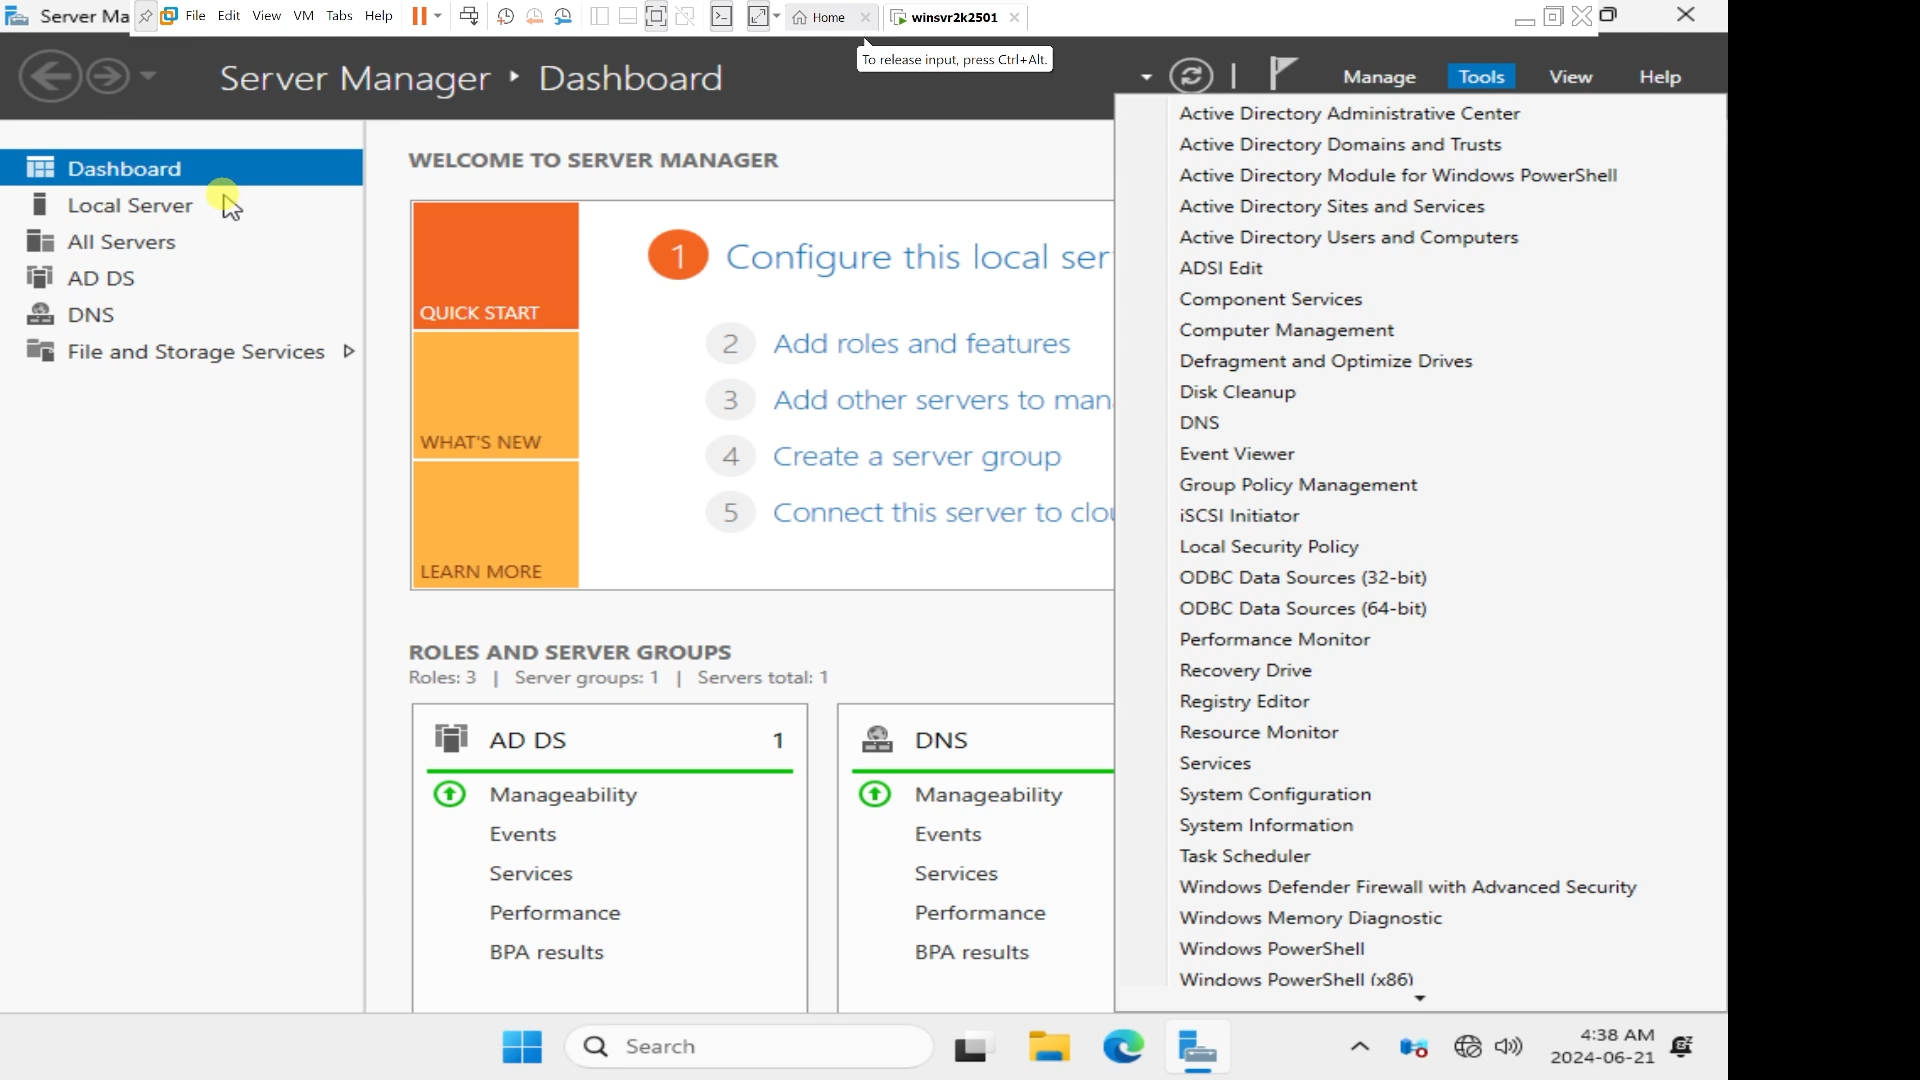 Server Ma
File Edit View VM Tabs Help
Home
winsvr2k2501
To release input, press Ctrl+Alt.
Server Manager Dashboard
Manage Tools View Help
Dashboard
Local Server
All Servers
AD DS
DNS
File and Storage Services
WELCOME TO SERVER MANAGER
QUICK START
WHAT'S NEW
LEARN MORE
1 Configure this local ser
2 Add roles and features
3 Add other servers to man
4 Create a server group
5 Connect this server to clou
ROLES AND SERVER GROUPS
Roles: 3 | Server groups: 1 | Servers total: 1
AD DS 1
Manageability
Events
Services
Performance
BPA results
DNS
Manageability
Events
Services
Performance
BPA results
Active Directory Administrative Center
Active Directory Domains and Trusts
Active Directory Module for Windows PowerShell
Active Directory Sites and Services
Active Directory Users and Computers
ADSI Edit
Component Services
Computer Management
Defragment and Optimize Drives
Disk Cleanup
DNS
Event Viewer
Group Policy Management
iSCSI Initiator
Local Security Policy
ODBC Data Sources (32-bit)
ODBC Data Sources (64-bit)
Performance Monitor
Recovery Drive
Registry Editor
Resource Monitor
Services
System Configuration
System Information
Task Scheduler
Windows Defender Firewall with Advanced Security
Windows Memory Diagnostic
Windows PowerShell
Windows PowerShell (x86)
Search
4:38 AM
2024-06-21